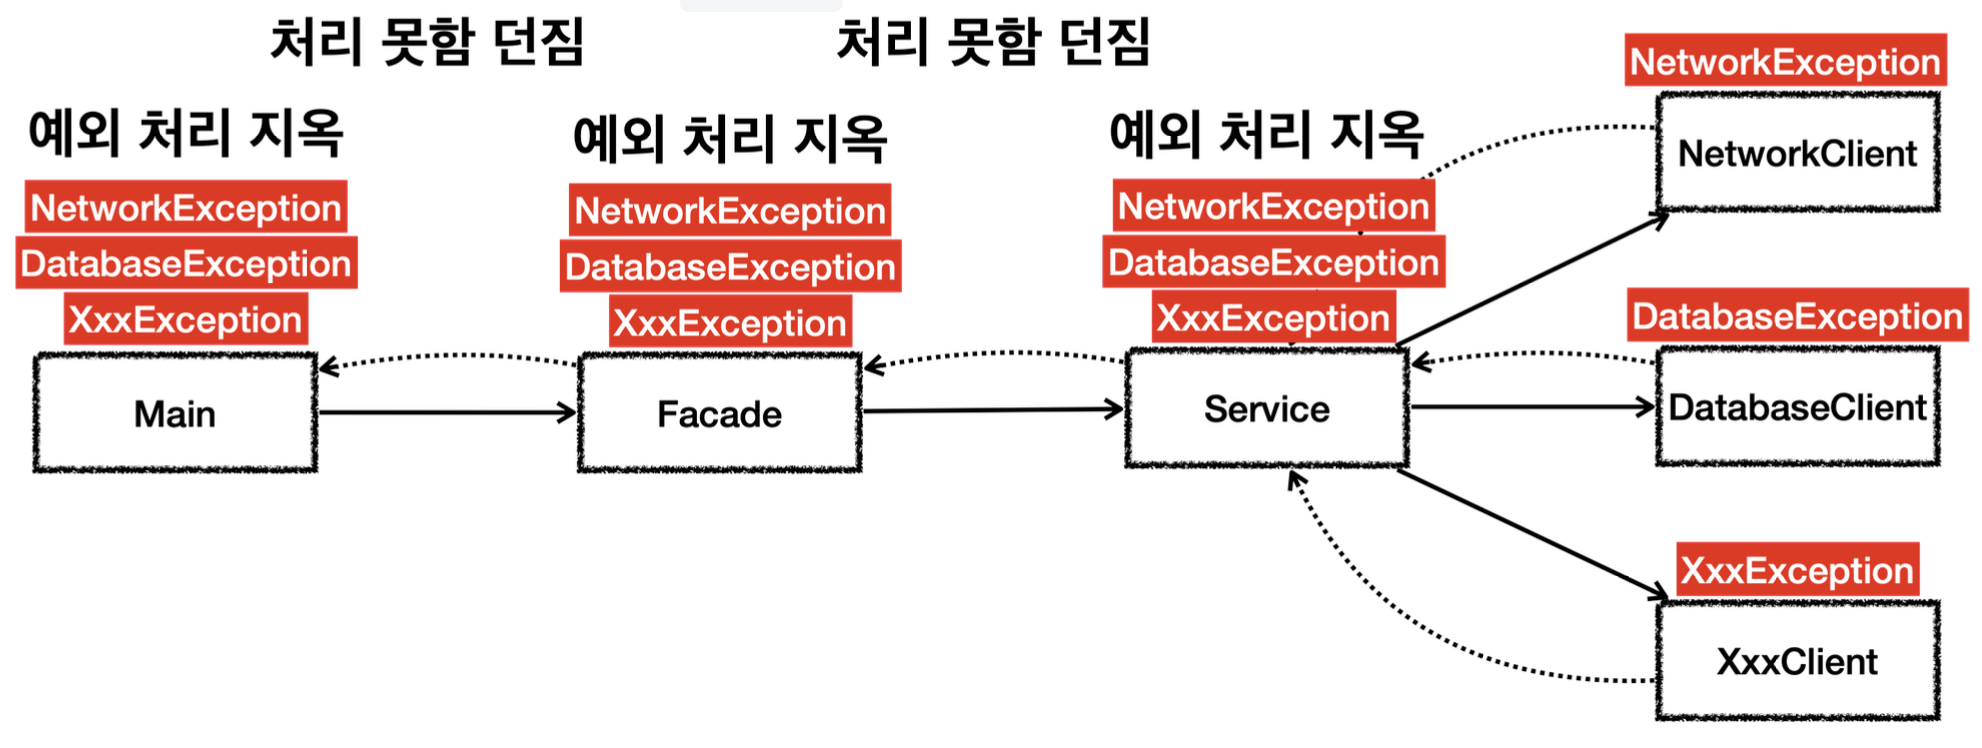 처리 못함 던짐
처리 못함 던짐
예외 처리 지옥
NetworkException
DatabaseException
XxxException
Main
예외 처리 지옥
NetworkException
DatabaseException
XxxException
Facade
예외 처리 지옥
NetworkException
DatabaseException
XxxException
Service
NetworkException
NetworkClient
DatabaseException
DatabaseClient
XxxException
XxxClient